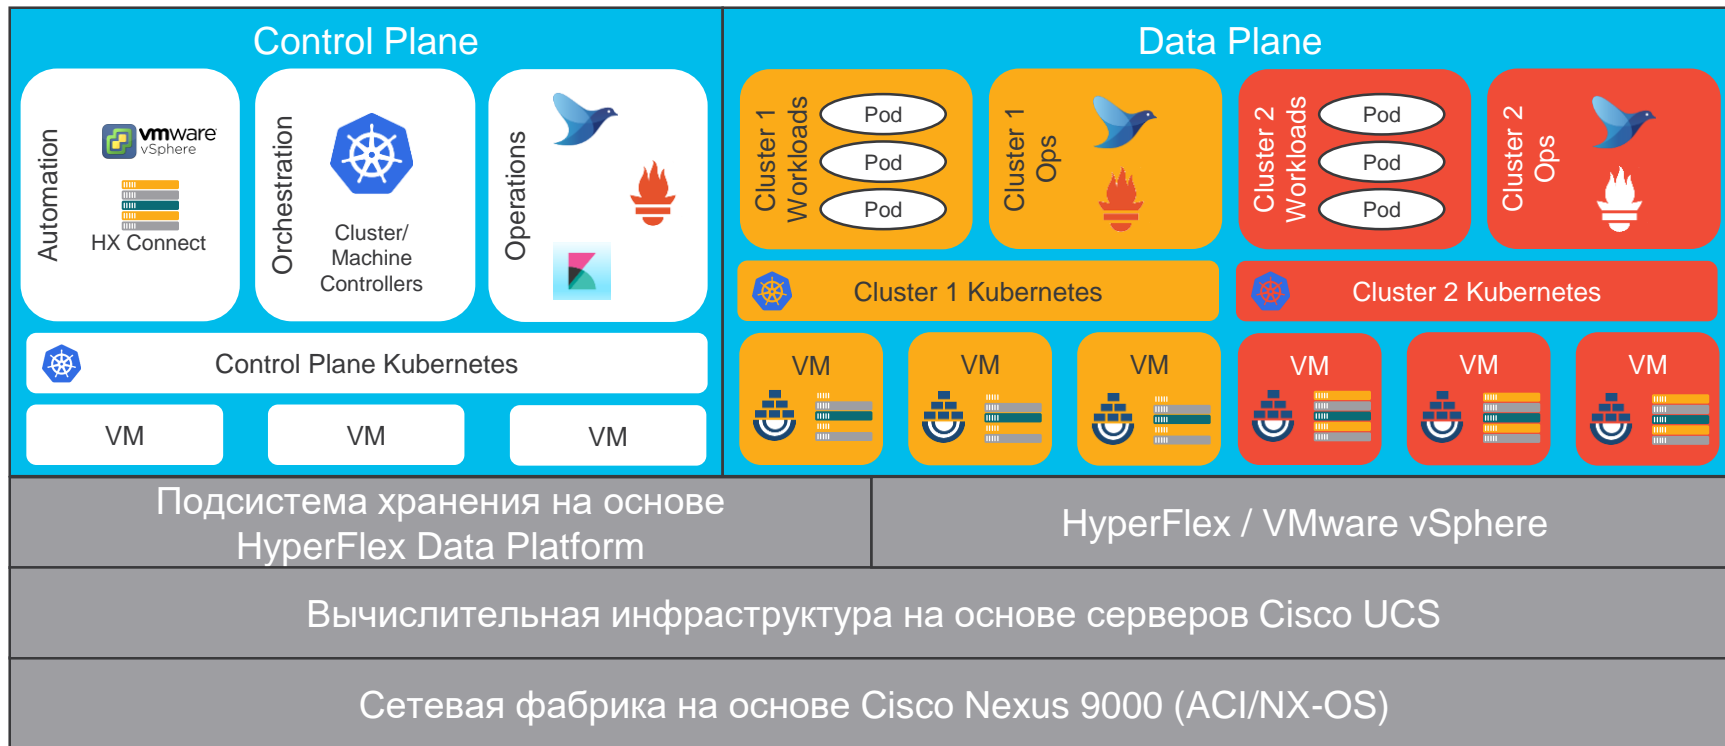 Control Plane
Data Plane
Automation
vmware
vSphere
HX Connect
Orchestration
Cluster/
Machine
Controllers
Operations
Cluster 1
Workloads
Pod
Pod
Pod
Cluster 1
Ops
Cluster 2
Workloads
Pod
Pod
Pod
Cluster 2
Ops
Control Plane Kubernetes
Cluster 1 Kubernetes
Cluster 2 Kubernetes
VM
VM
VM
VM
VM
VM
VM
VM
VM
Подсистема хранения на основе
HyperFlex Data Platform
HyperFlex / VMware vSphere
Вычислительная инфраструктура на основе серверов Cisco UCS
Сетевая фабрика на основе Cisco Nexus 9000 (ACI/NX-OS)